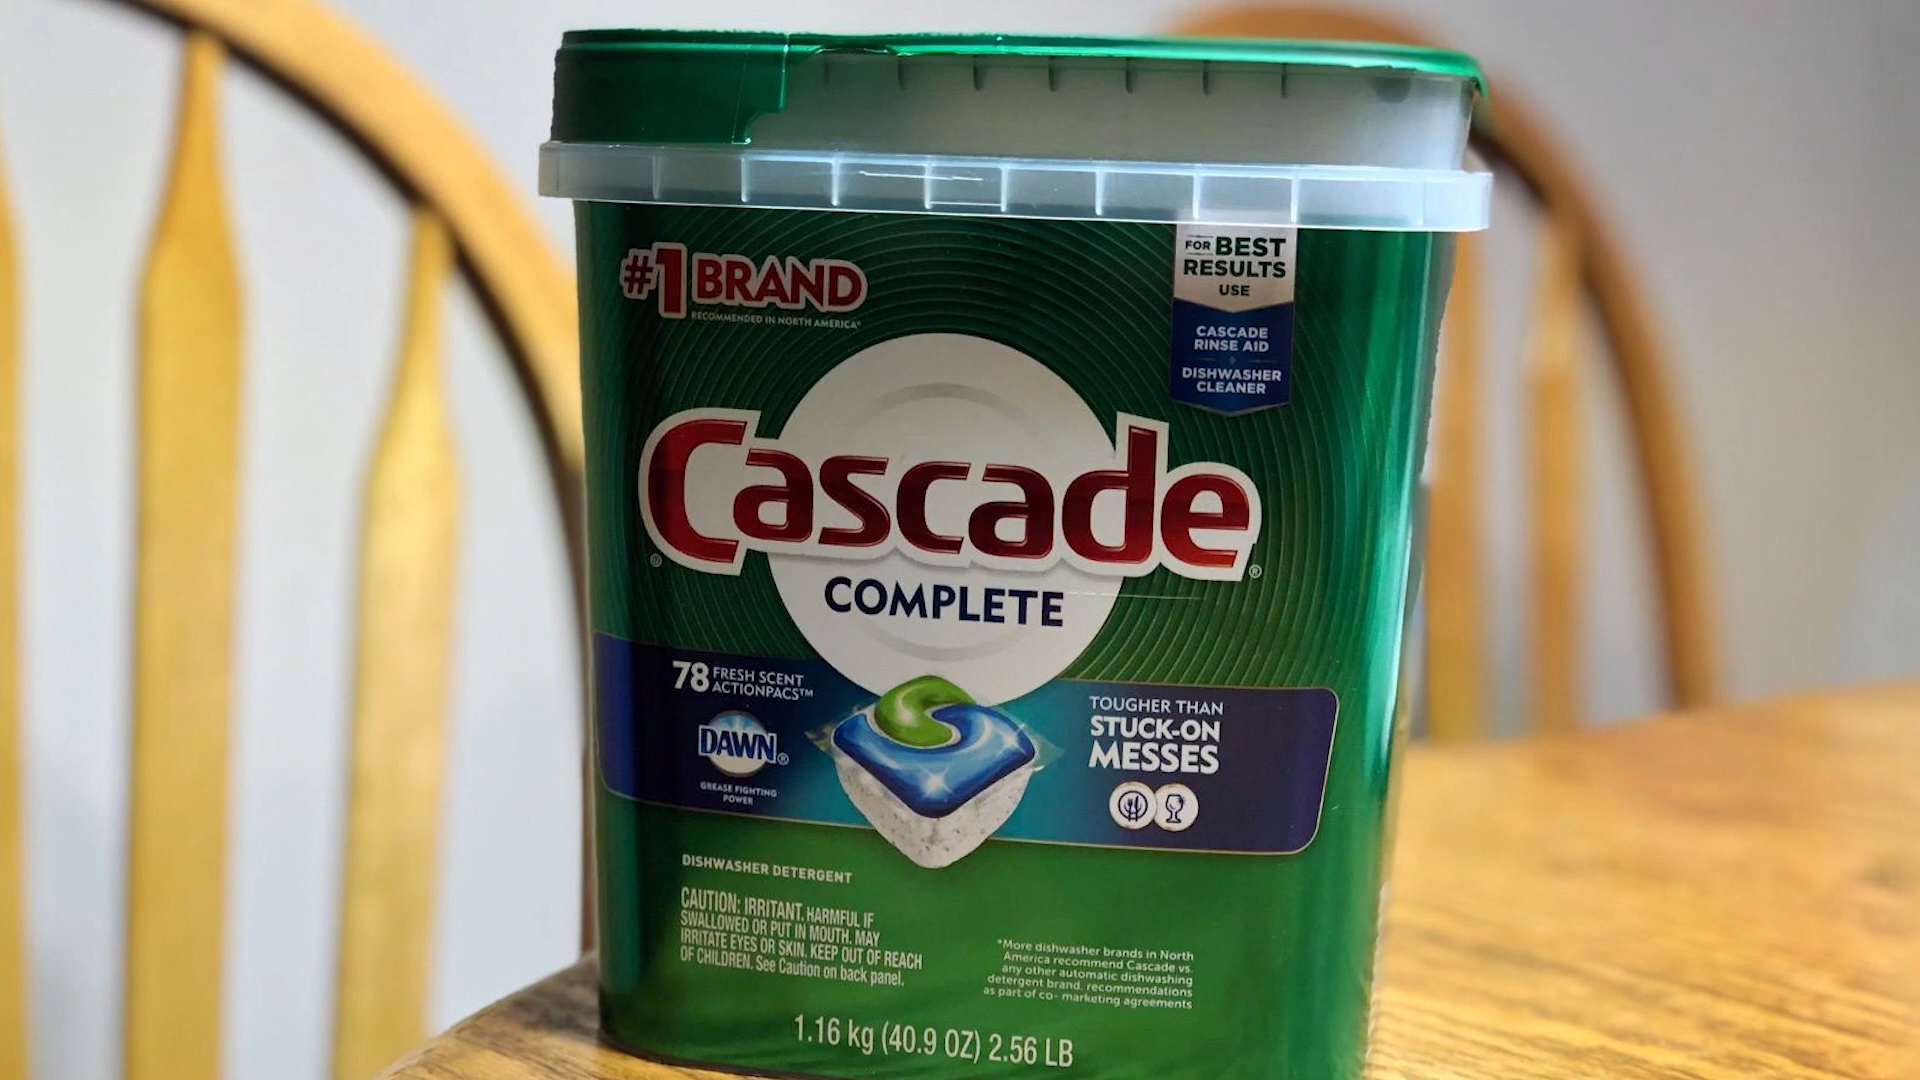 #1 BRAND
RECOMMENDED IN NORTH AMERICA*
FOR BEST
RESULTS
USE
CASCADE
RINSE AID
+
DISHWASHER
CLEANER
Cascade®
COMPLETE
78 FRESH SCENT
ACTIONPACS™
DAWN®
GREASE FIGHTING
POWER
TOUGHER THAN
STUCK-ON
MESSES
DISHWASHER DETERGENT
CAUTION: IRRITANT. HARMFUL IF
SWALLOWED OR PUT IN MOUTH. MAY
IRRITATE EYES OR SKIN. KEEP OUT OF REACH
OF CHILDREN. See Caution on back panel.
*More dishwasher brands in North
America recommend Cascade vs.
any other automatic dishwashing
detergent brand, recommendations
as part of co- marketing agreements
1.16 kg (40.9 OZ) 2.56 LB